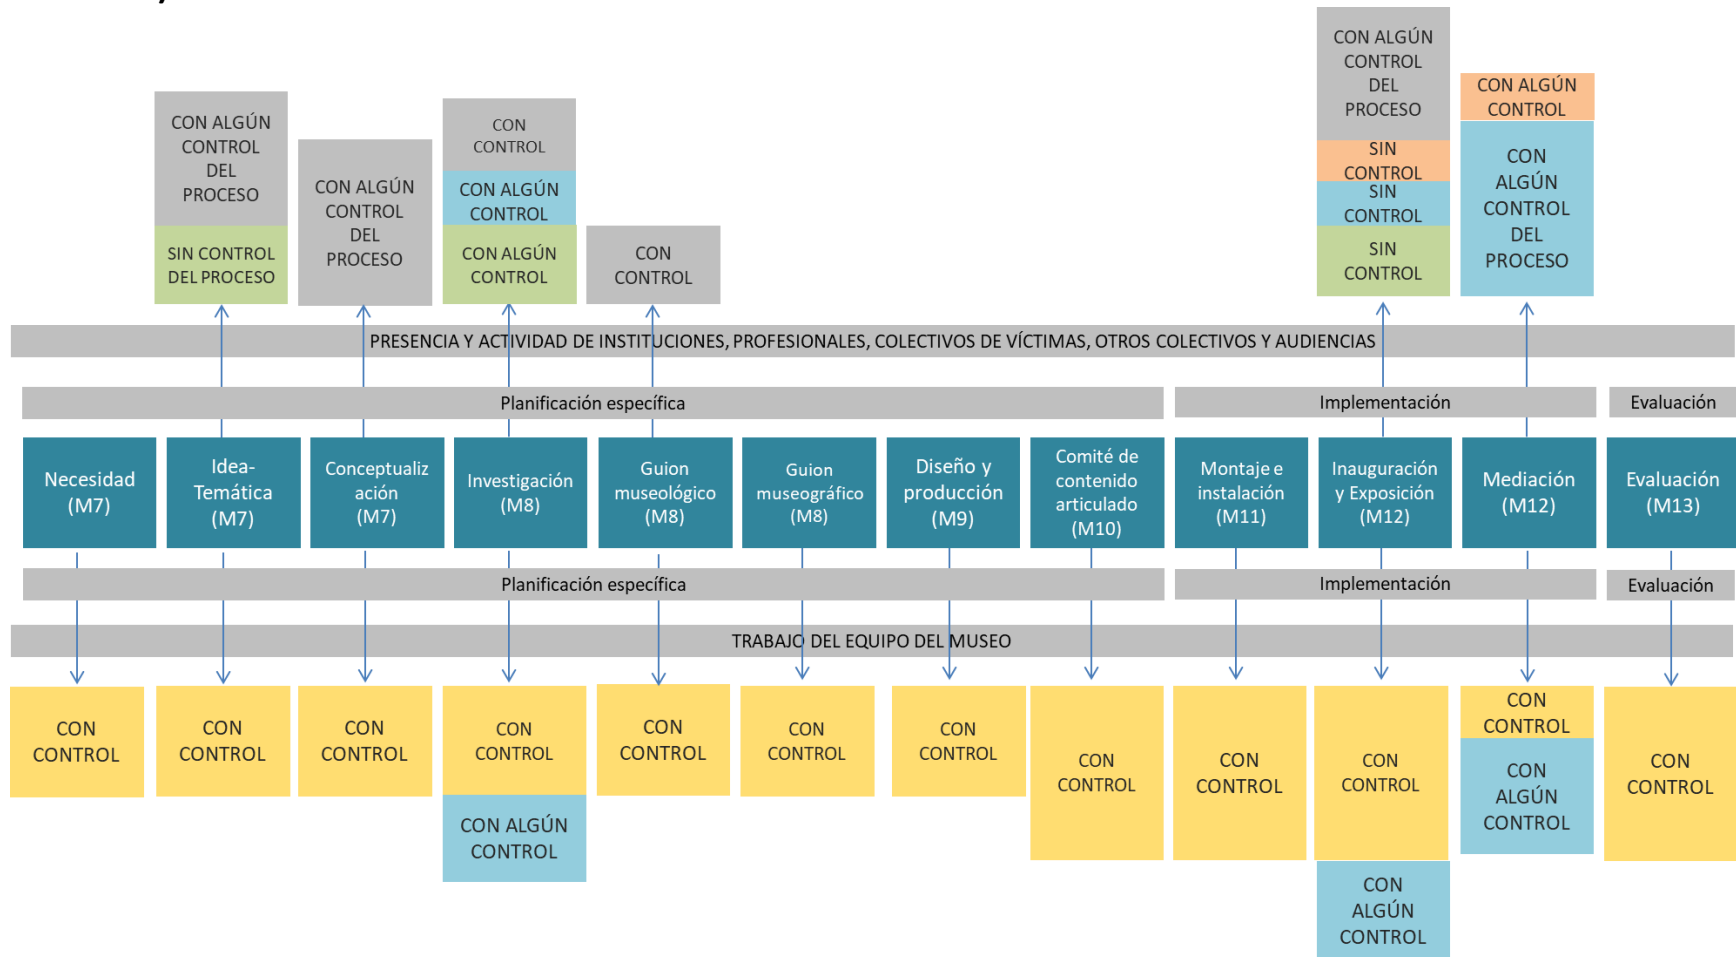 CON ALGÚN
CONTROL
DEL
PROCESO
SIN CONTROL
DEL PROCESO
CON ALGÚN
CONTROL
DEL
PROCESO
CON
CONTROL
CON ALGÚN
CONTROL
CON ALGÚN
CONTROL
CON
CONTROL
CON ALGÚN
CONTROL
DEL
PROCESO
SIN
CONTROL
SIN
CONTROL
SIN
CONTROL
CON ALGÚN
CONTROL
CON
ALGÚN
CONTROL
DEL
PROCESO
PRESENCIA Y ACTIVIDAD DE INSTITUCIONES, PROFESIONALES, COLECTIVOS DE VÍCTIMAS, OTROS COLECTIVOS Y AUDIENCIAS
Planificación específica
Implementación
Evaluación
Necesidad
(M7)
Idea-
Temática
(M7)
Conceptualiz
ación
(M7)
Investigación
(M8)
Guion
museológico
(M8)
Guion
museográfico
(M8)
Diseño y
producción
(M9)
Comité de
contenido
articulado
(M10)
Montaje e
instalación
(M11)
Inauguración
y Exposición
(M12)
Mediación
(M12)
Evaluación
(M13)
Planificación específica
Implementación
Evaluación
TRABAJO DEL EQUIPO DEL MUSEO
CON
CONTROL
CON
CONTROL
CON
CONTROL
CON
CONTROL
CON ALGÚN
CONTROL
CON
CONTROL
CON
CONTROL
CON
CONTROL
CON
CONTROL
CON
CONTROL
CON
CONTROL
CON
ALGÚN
CONTROL
CON
CONTROL
CON
ALGÚN
CONTROL
CON
CONTROL